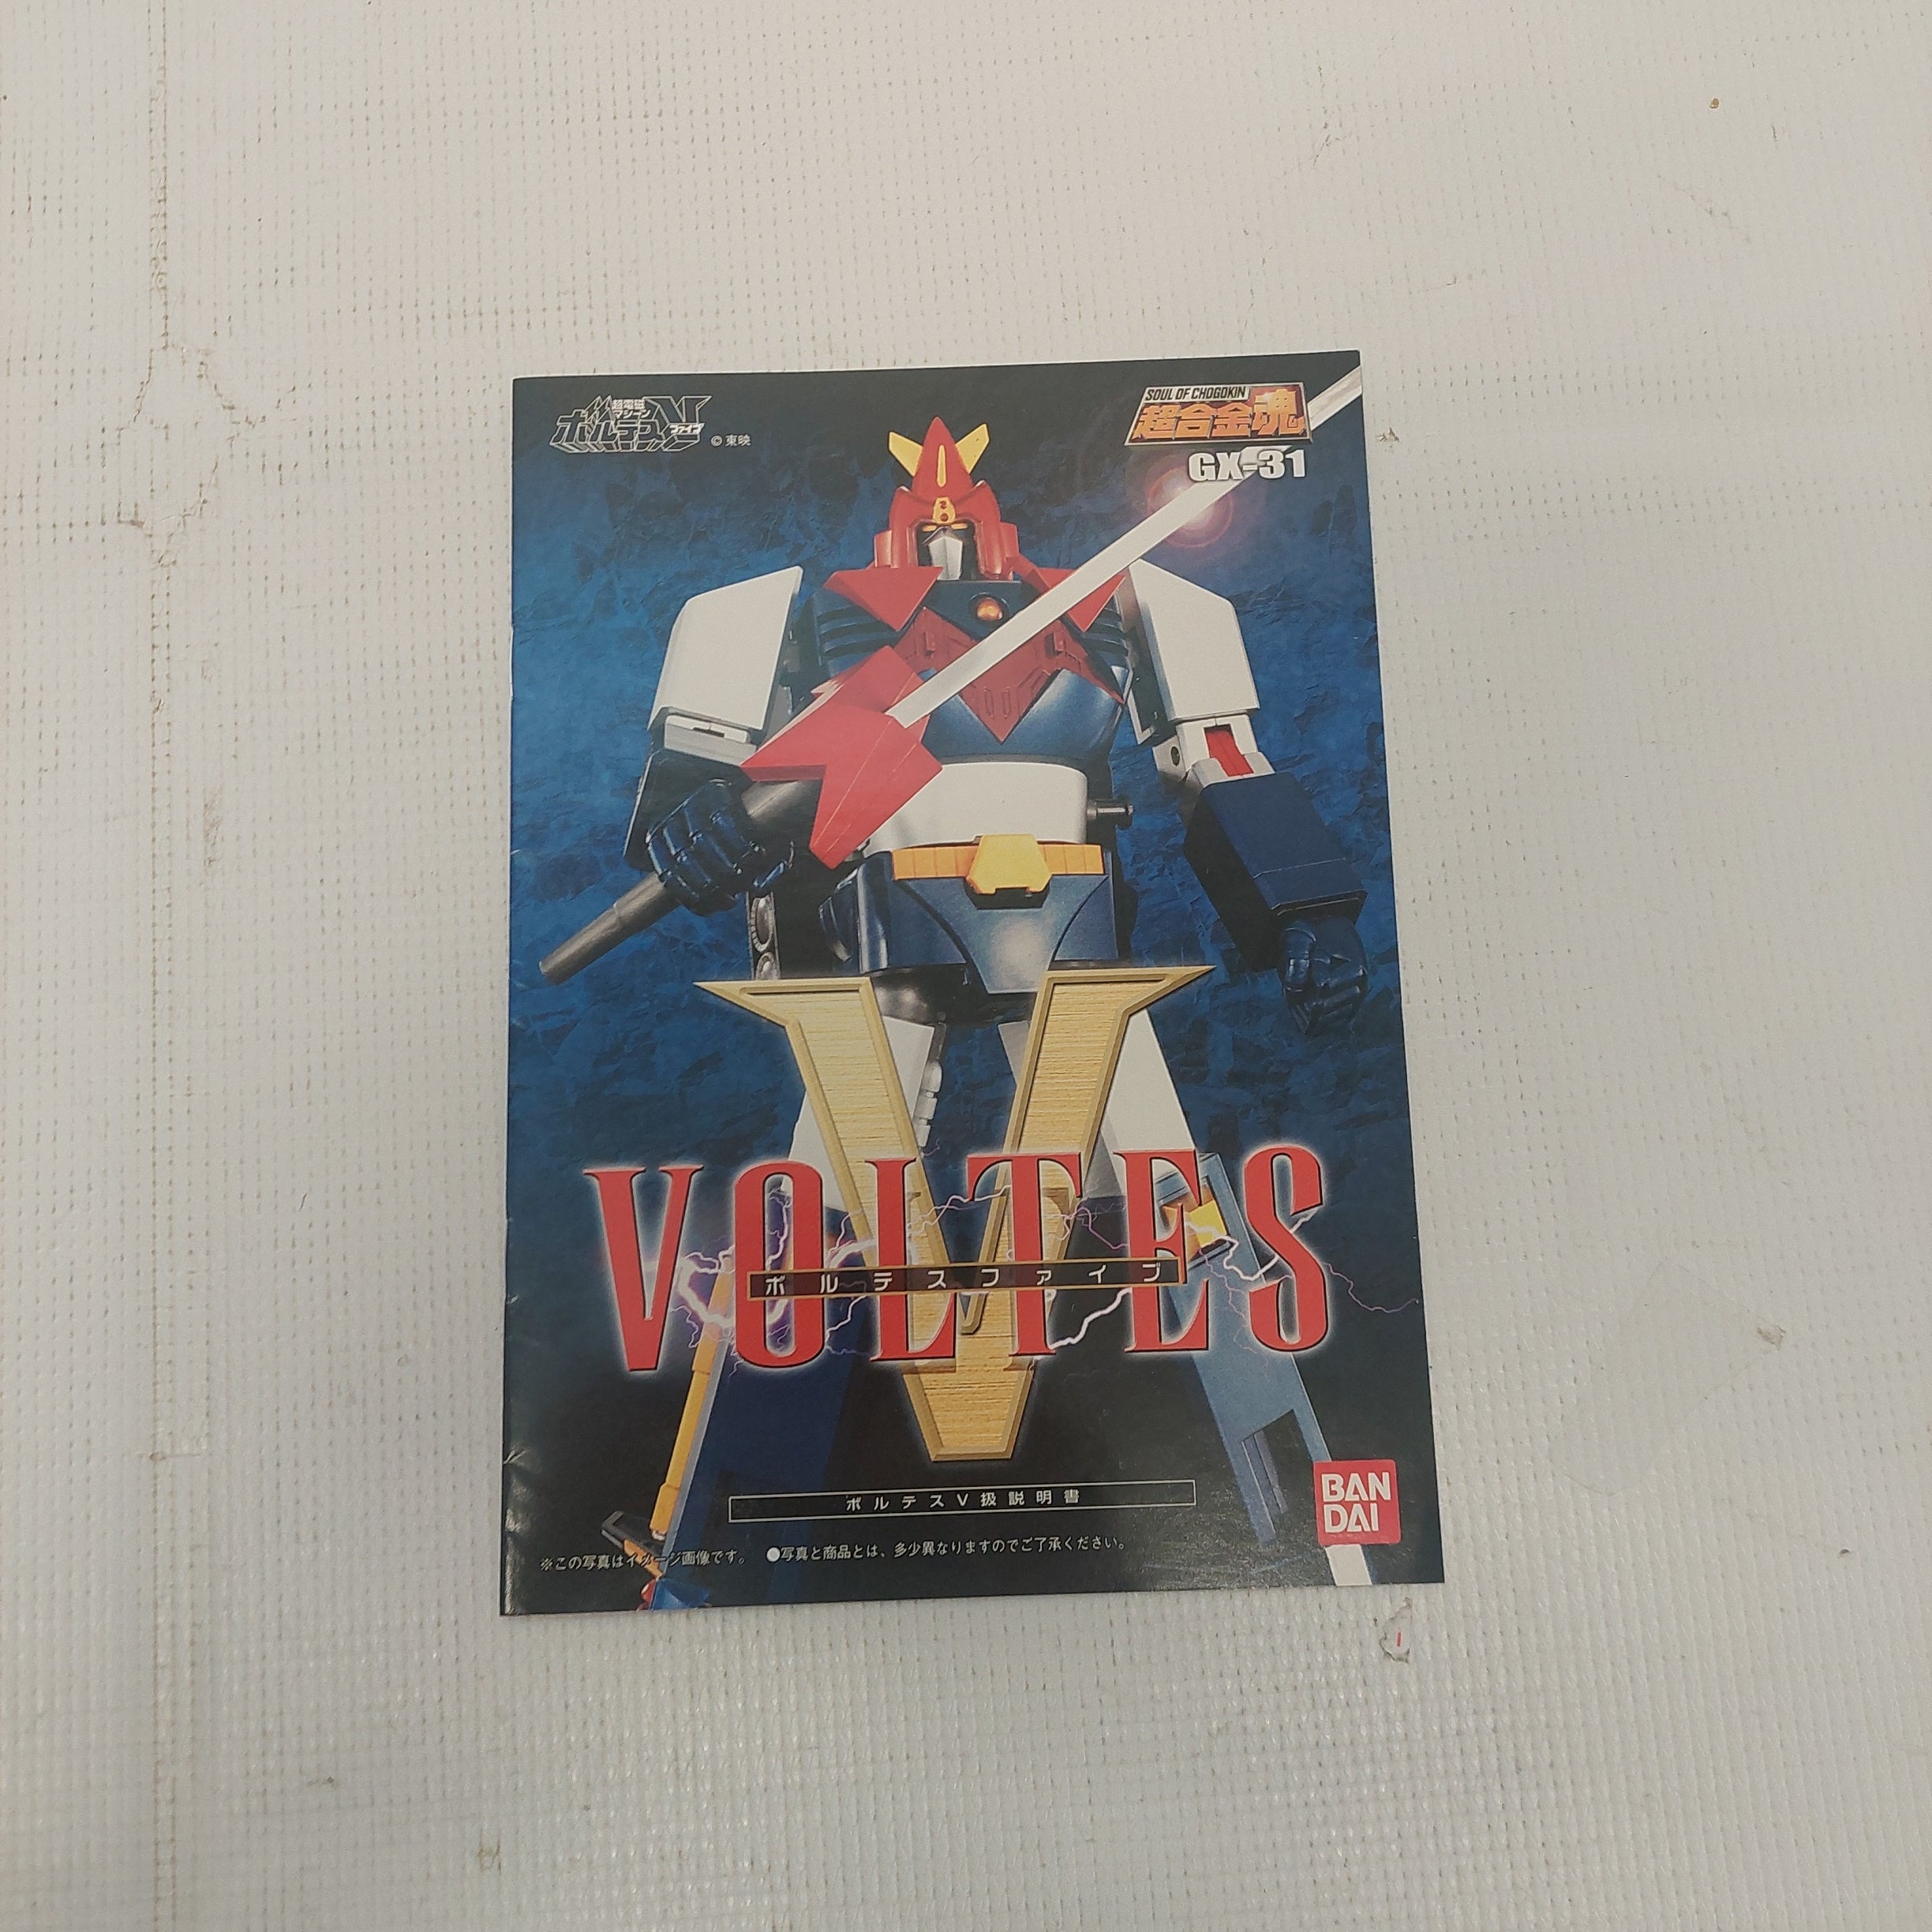 超電磁
マシーン
ボルテスV
ファイブ
© 東映
SOUL OF CHOGOKIN
超合金魂
GX-31
V
VOLTES
ボルテスファイブ
ボルテスV扱説明書
※この写真はイメージ画像です。 ●写真と商品とは、多少異なりますのでご了承ください。
BAN
DAI